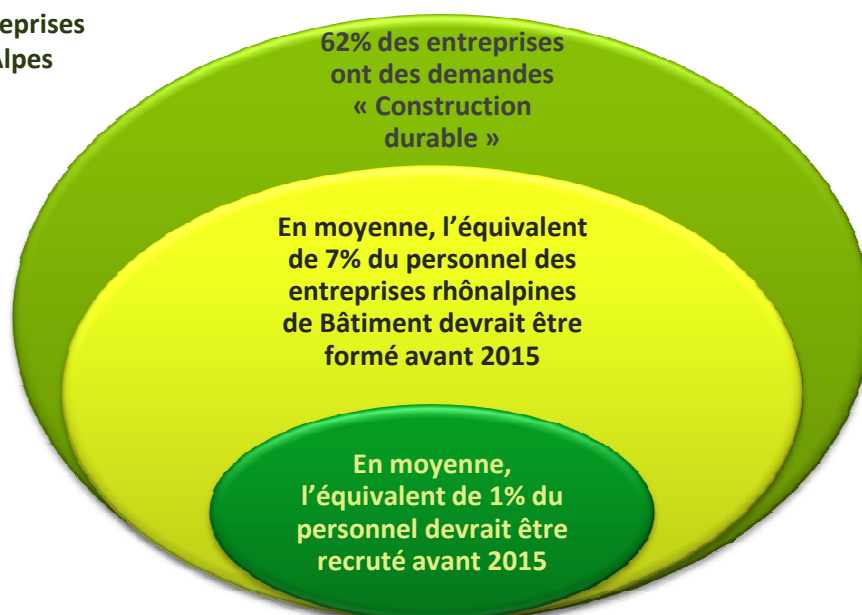 eprises
Alpes
62% des entreprises
ont des demandes
« Construction
durable »
En moyenne, l’équivalent
de 7% du personnel des
entreprises rhônalpines
de Bâtiment devrait être
formé avant 2015
En moyenne,
l’équivalent de 1% du
personnel devrait être
recruté avant 2015